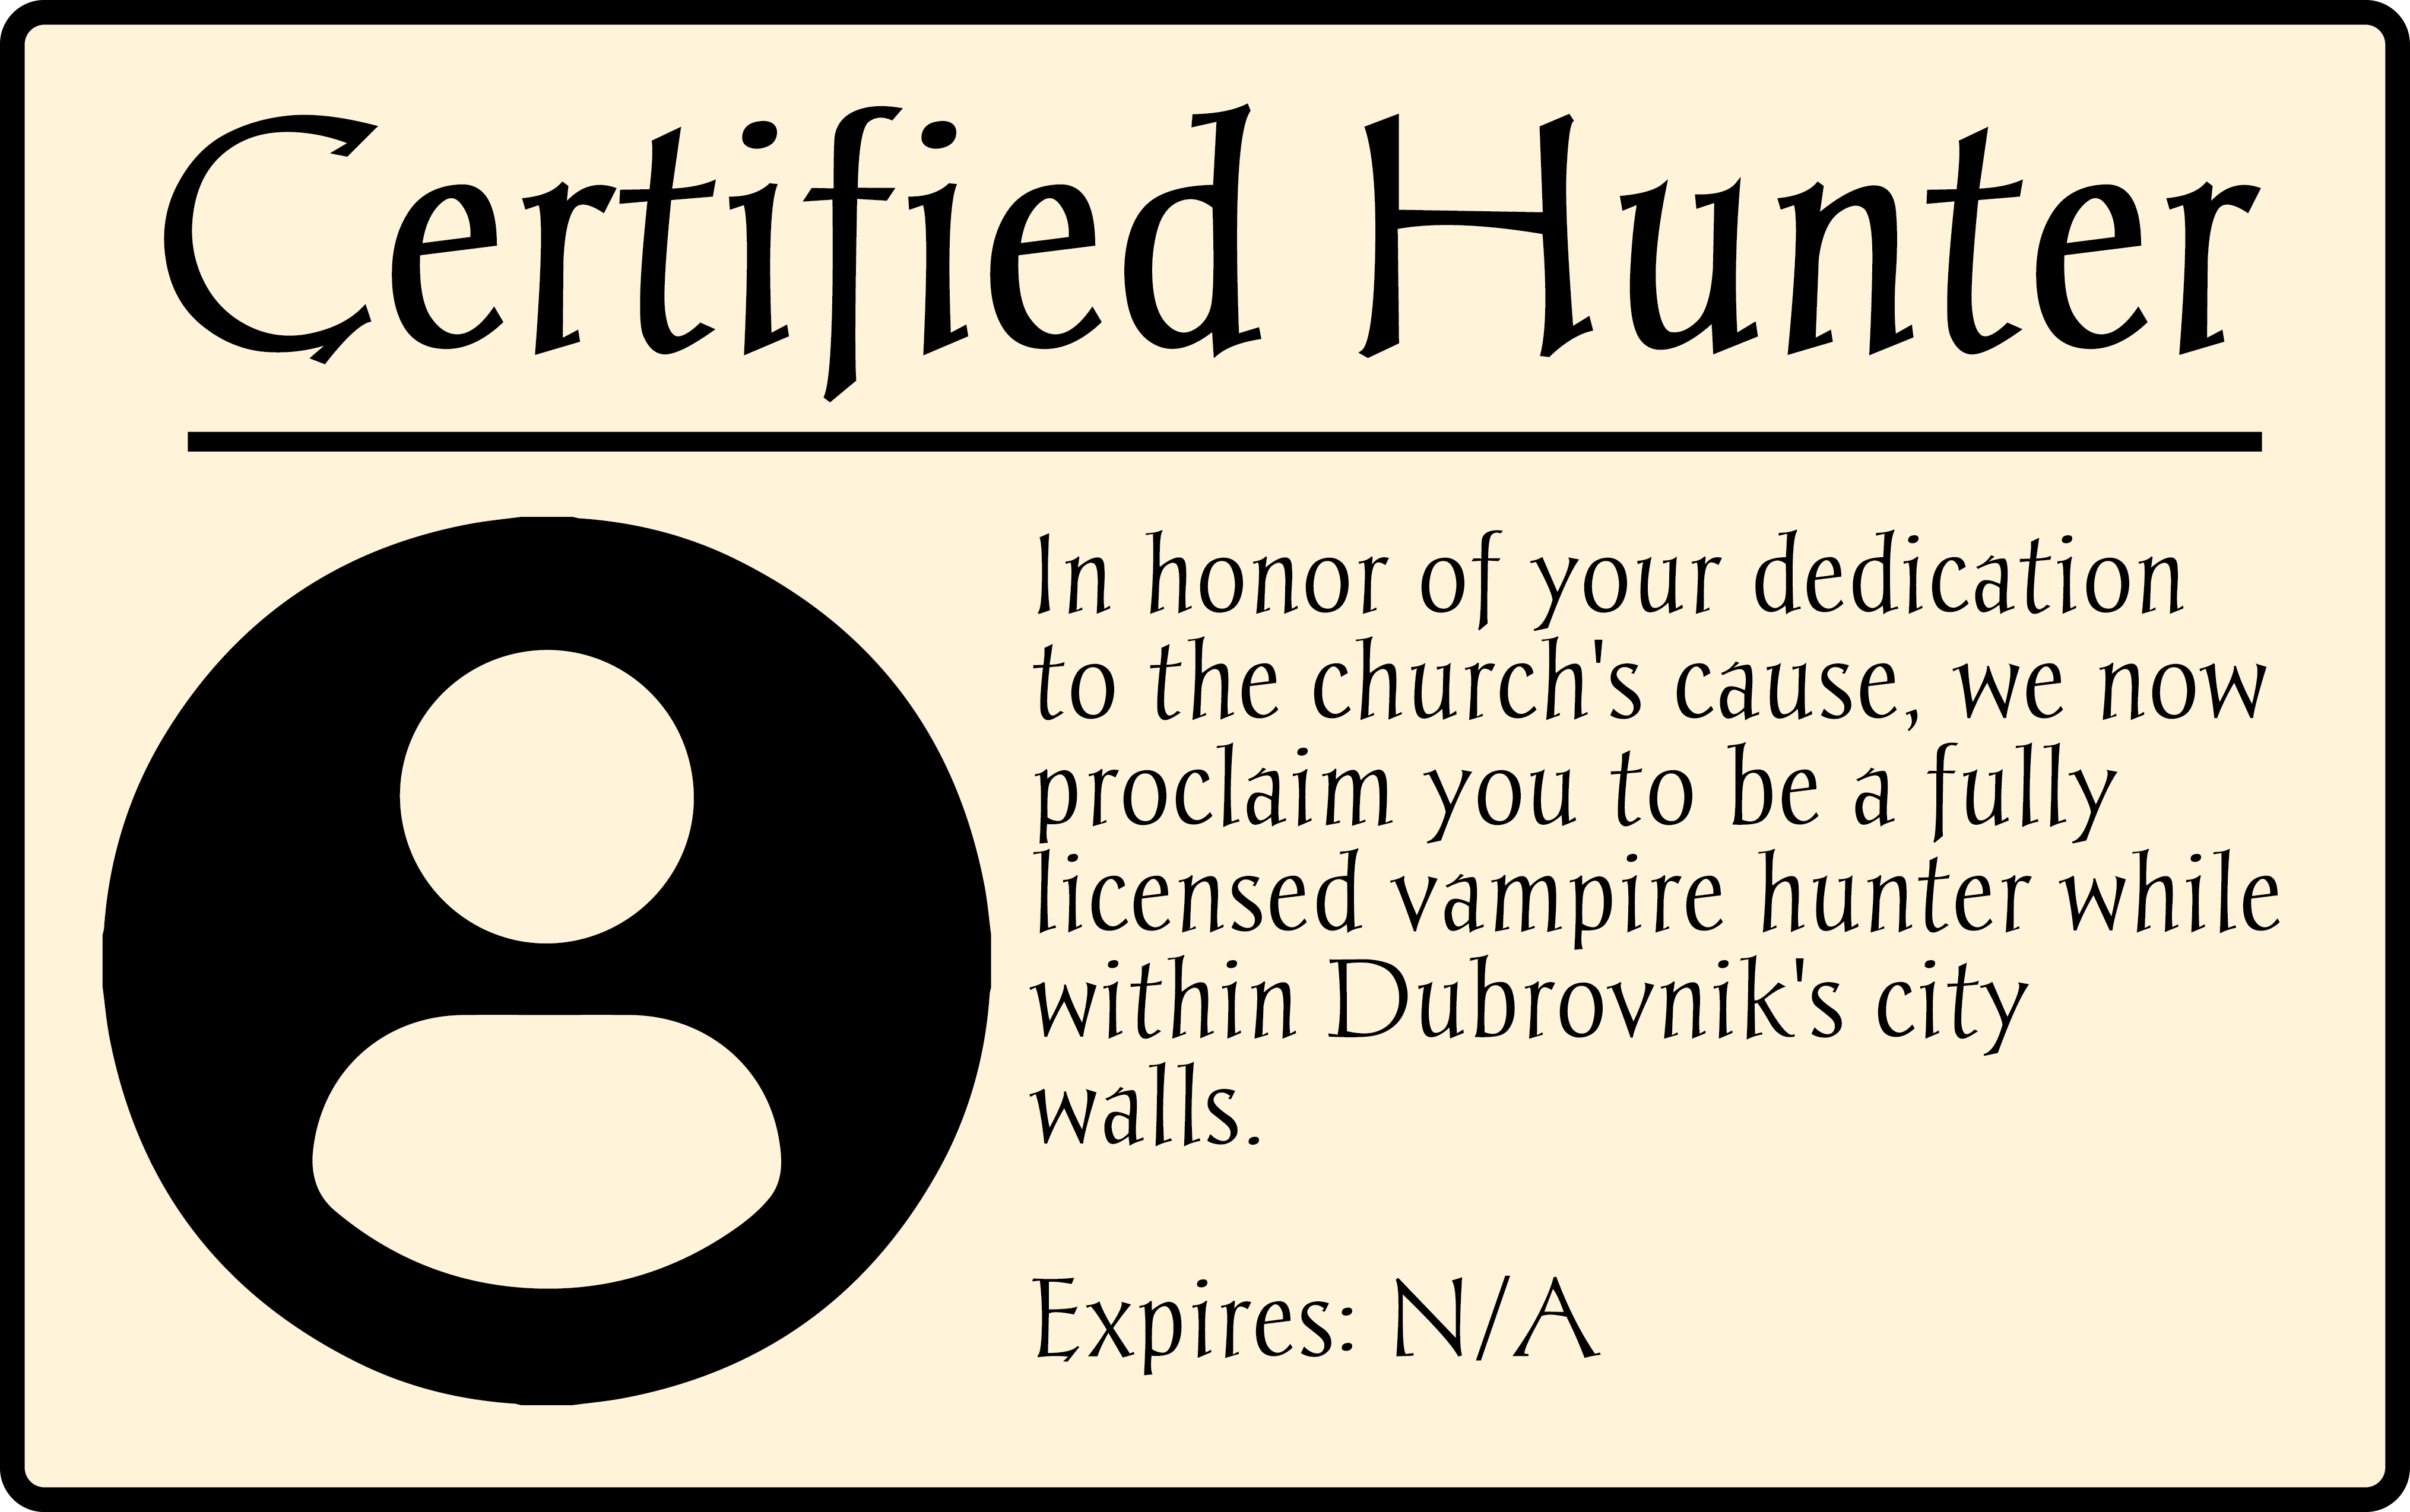 Certified Hunter
In honor of your dedication
to the church's cause, we now
proclaim you to be a fully
licensed vampire hunter while
within Dubrovnik's city
walls.
Expires: N/A